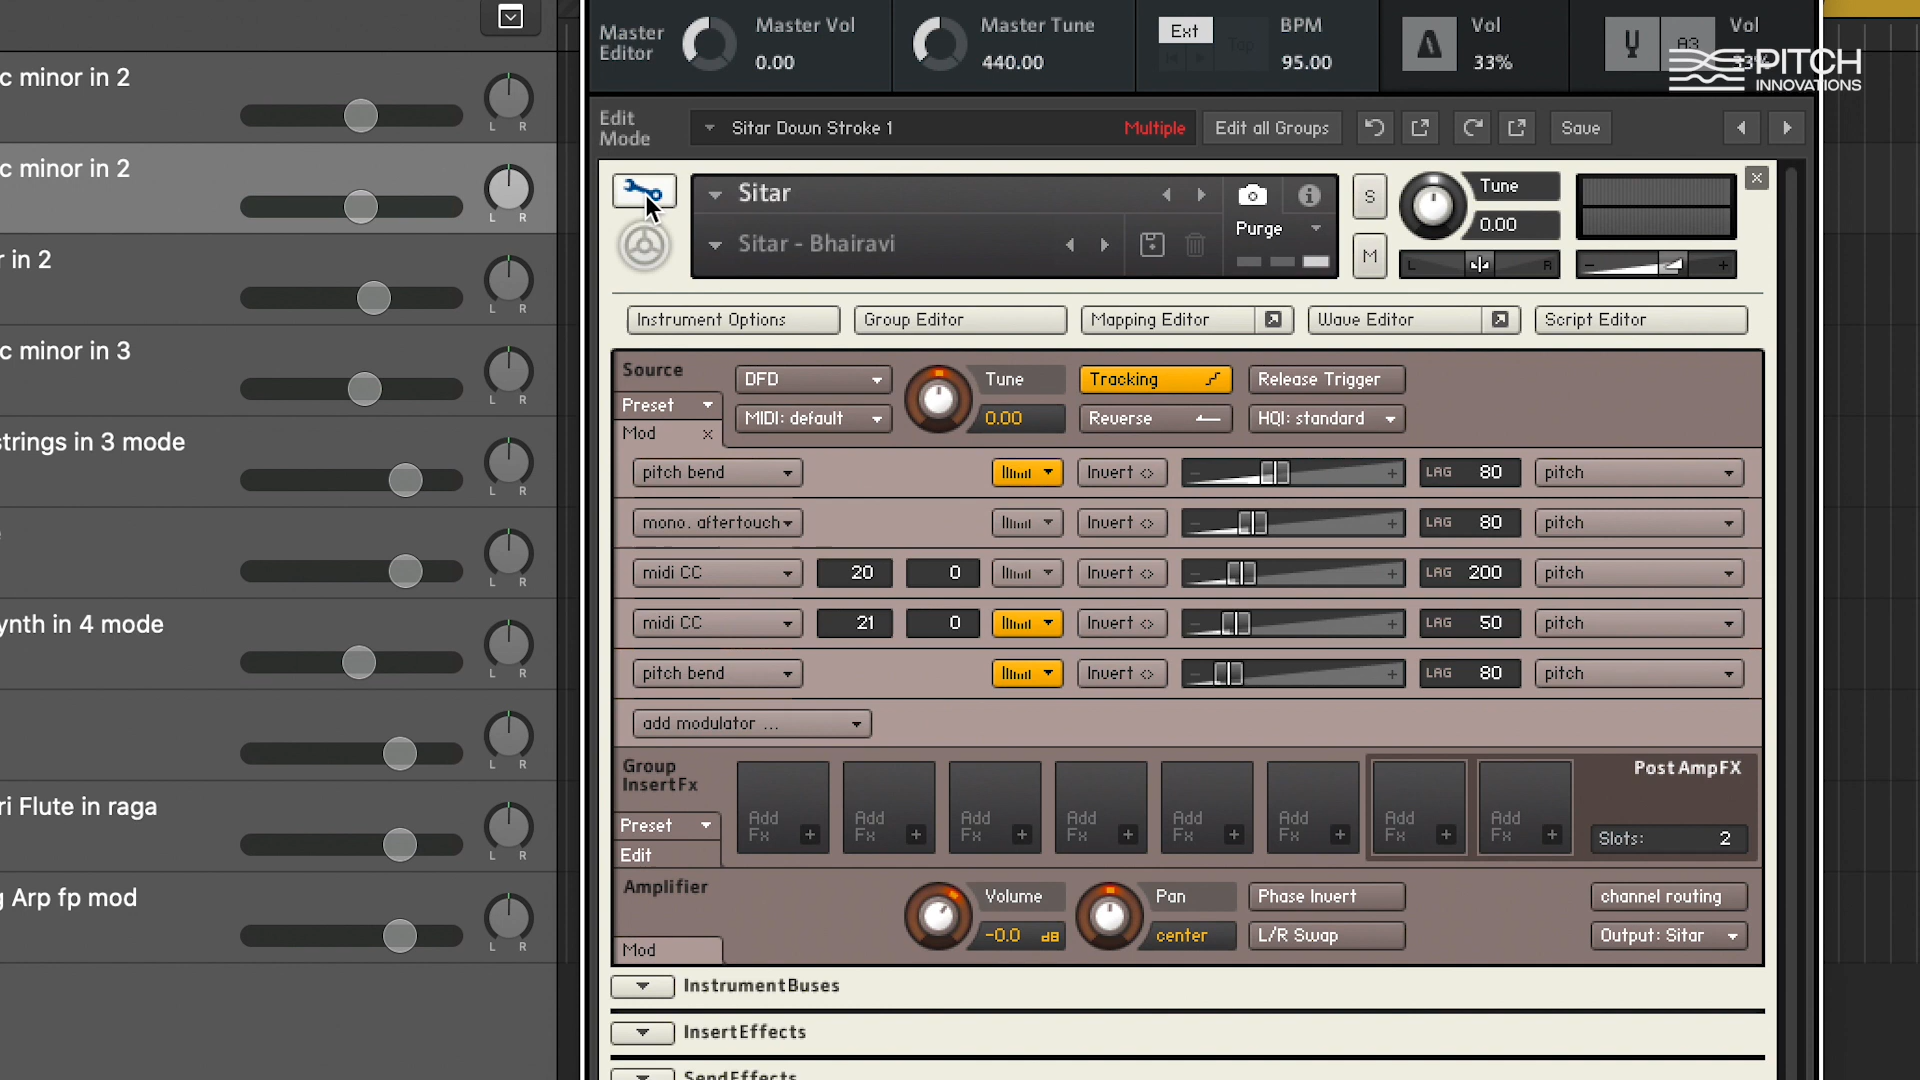 c minor in 2
L R
c minor in 2
L R
r in 2
L R
c minor in 3
L R
strings in 3 mode
L R
L R
ynth in 4 mode
L R
L R
ri Flute in raga
L R
g Arp fp mod
L R
Master Editor
Master Vol
0.00
Master Tune
440.00
Ext
Tap
BPM
95.00
Vol
33%
A3
Vol
33%
PITCH
INNOVATIONS
Edit Mode
Sitar Down Stroke 1
Multiple
Edit all Groups
Save
Sitar
Sitar - Bhairavi
Purge
S
M
Tune
0.00
L R
- +
Instrument Options
Group Editor
Mapping Editor
Wave Editor
Script Editor
Source
Preset
Mod x
DFD
MIDI: default
Tune
0.00
Tracking
Reverse
Release Trigger
HQI: standard
pitch bend Invert - + LAG 80 pitch
mono. aftertouch Invert - + LAG 80 pitch
midi CC 20 0 Invert - + LAG 200 pitch
midi CC 21 0 Invert - + LAG 50 pitch
pitch bend Invert - + LAG 80 pitch
add modulator ...
Group
InsertFx
Preset
Edit
Add Fx +
Add Fx +
Add Fx +
Add Fx +
Add Fx +
Add Fx +
Add Fx +
Add Fx +
PostAmpFX
Slots: 2
Amplifier
Mod
Volume
-0.0 dB
Pan
center
Phase Invert
L/R Swap
channel routing
Output: Sitar
InstrumentBuses
InsertEffects
SendEffects